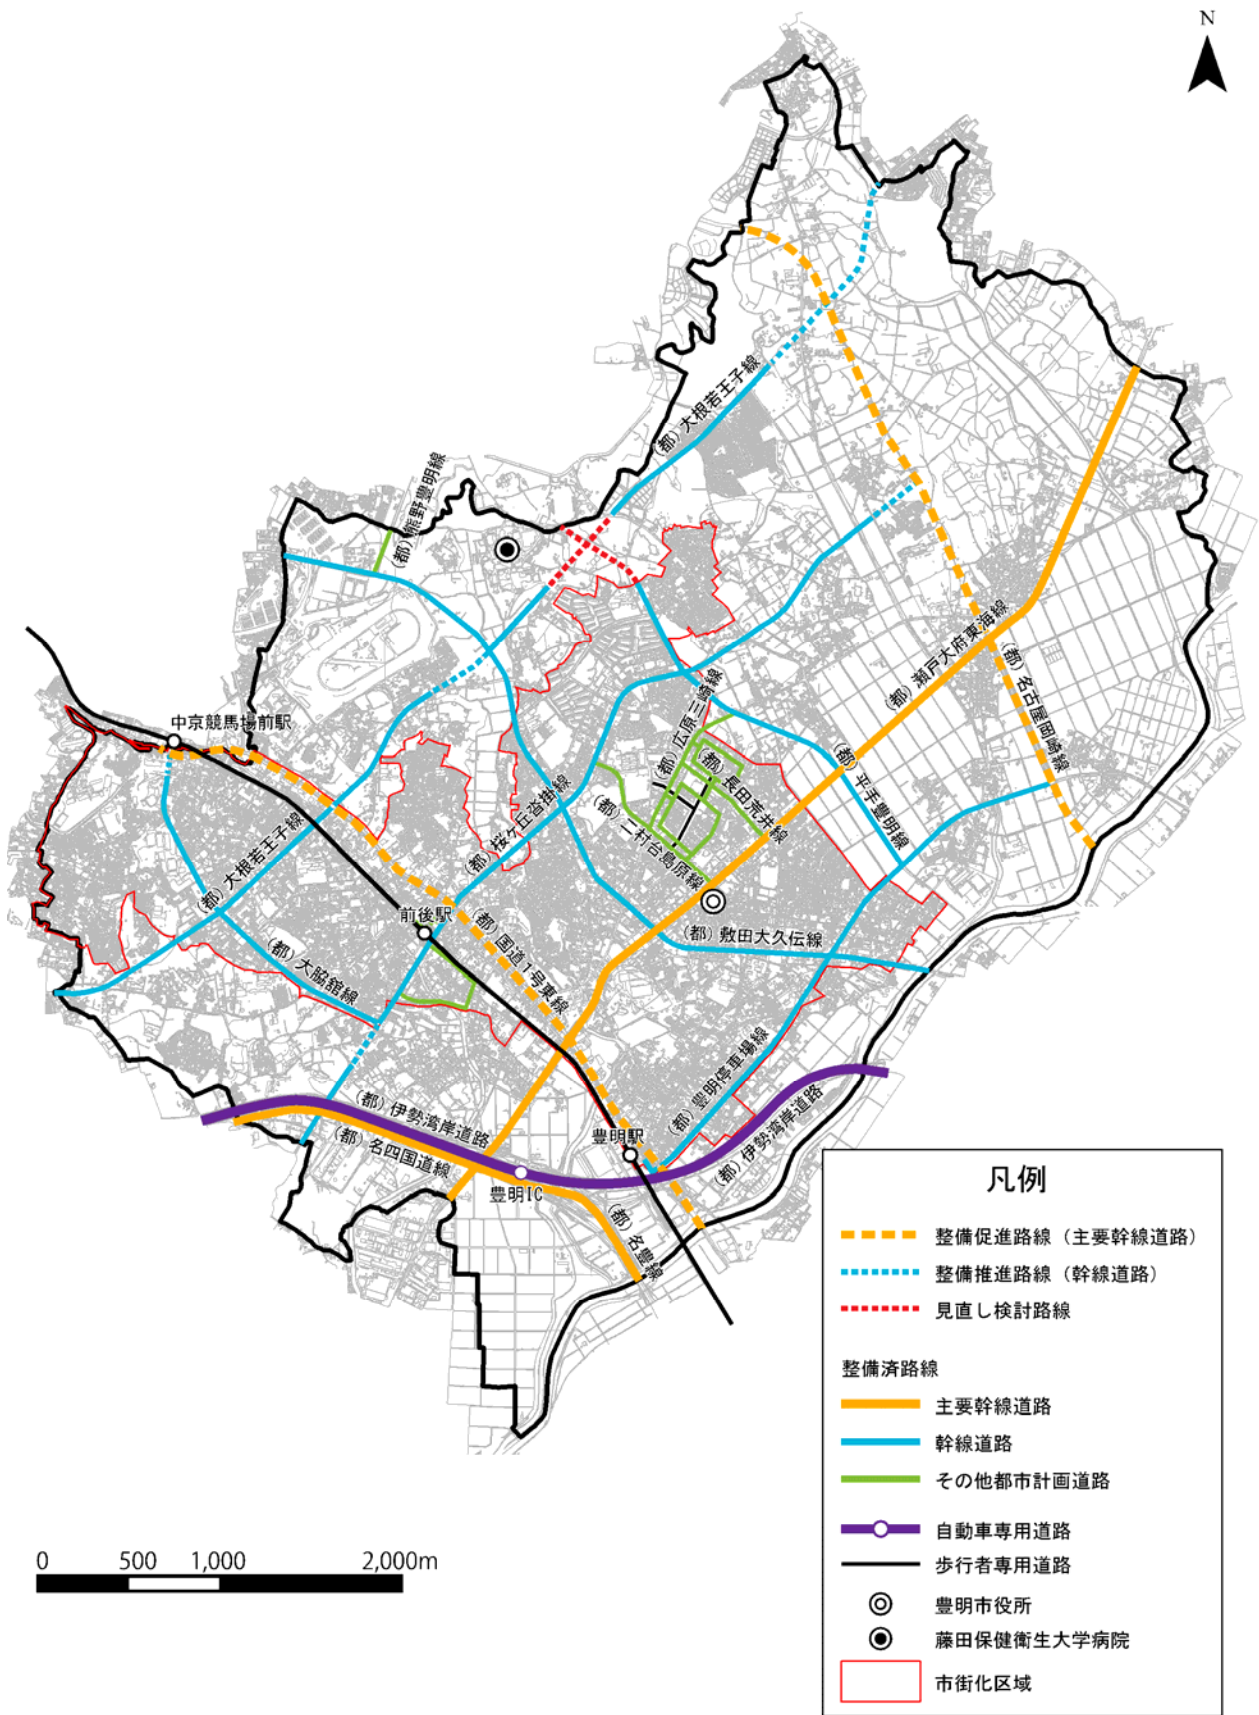 N
(都)大根若王子線
(都)熊野豊明線
(都)瀬戸大府東海線
(都)名古屋岡崎線
(都)広原三崎線
中京競馬場前駅
(都)長田荒井線
(都)平手豊明線
(都)桜ヶ丘沓掛線
(都)二村台島原線
(都)大根若王子線
前後駅
(都)国道1号東線
(都)敷田大久伝線
(都)大脇舘線
(都)豊明停車場線
(都)伊勢湾岸道路
(都)伊勢湾岸道路
豊明駅
(都)名四国道線
豊明IC
(都)名豊線
凡例
整備促進路線(主要幹線道路)
整備推進路線(幹線道路)
見直し検討路線
整備済路線
主要幹線道路
幹線道路
その他都市計画道路
自動車専用道路
歩行者専用道路
豊明市役所
藤田保健衛生大学病院
市街化区域
0 500 1,000 2,000m